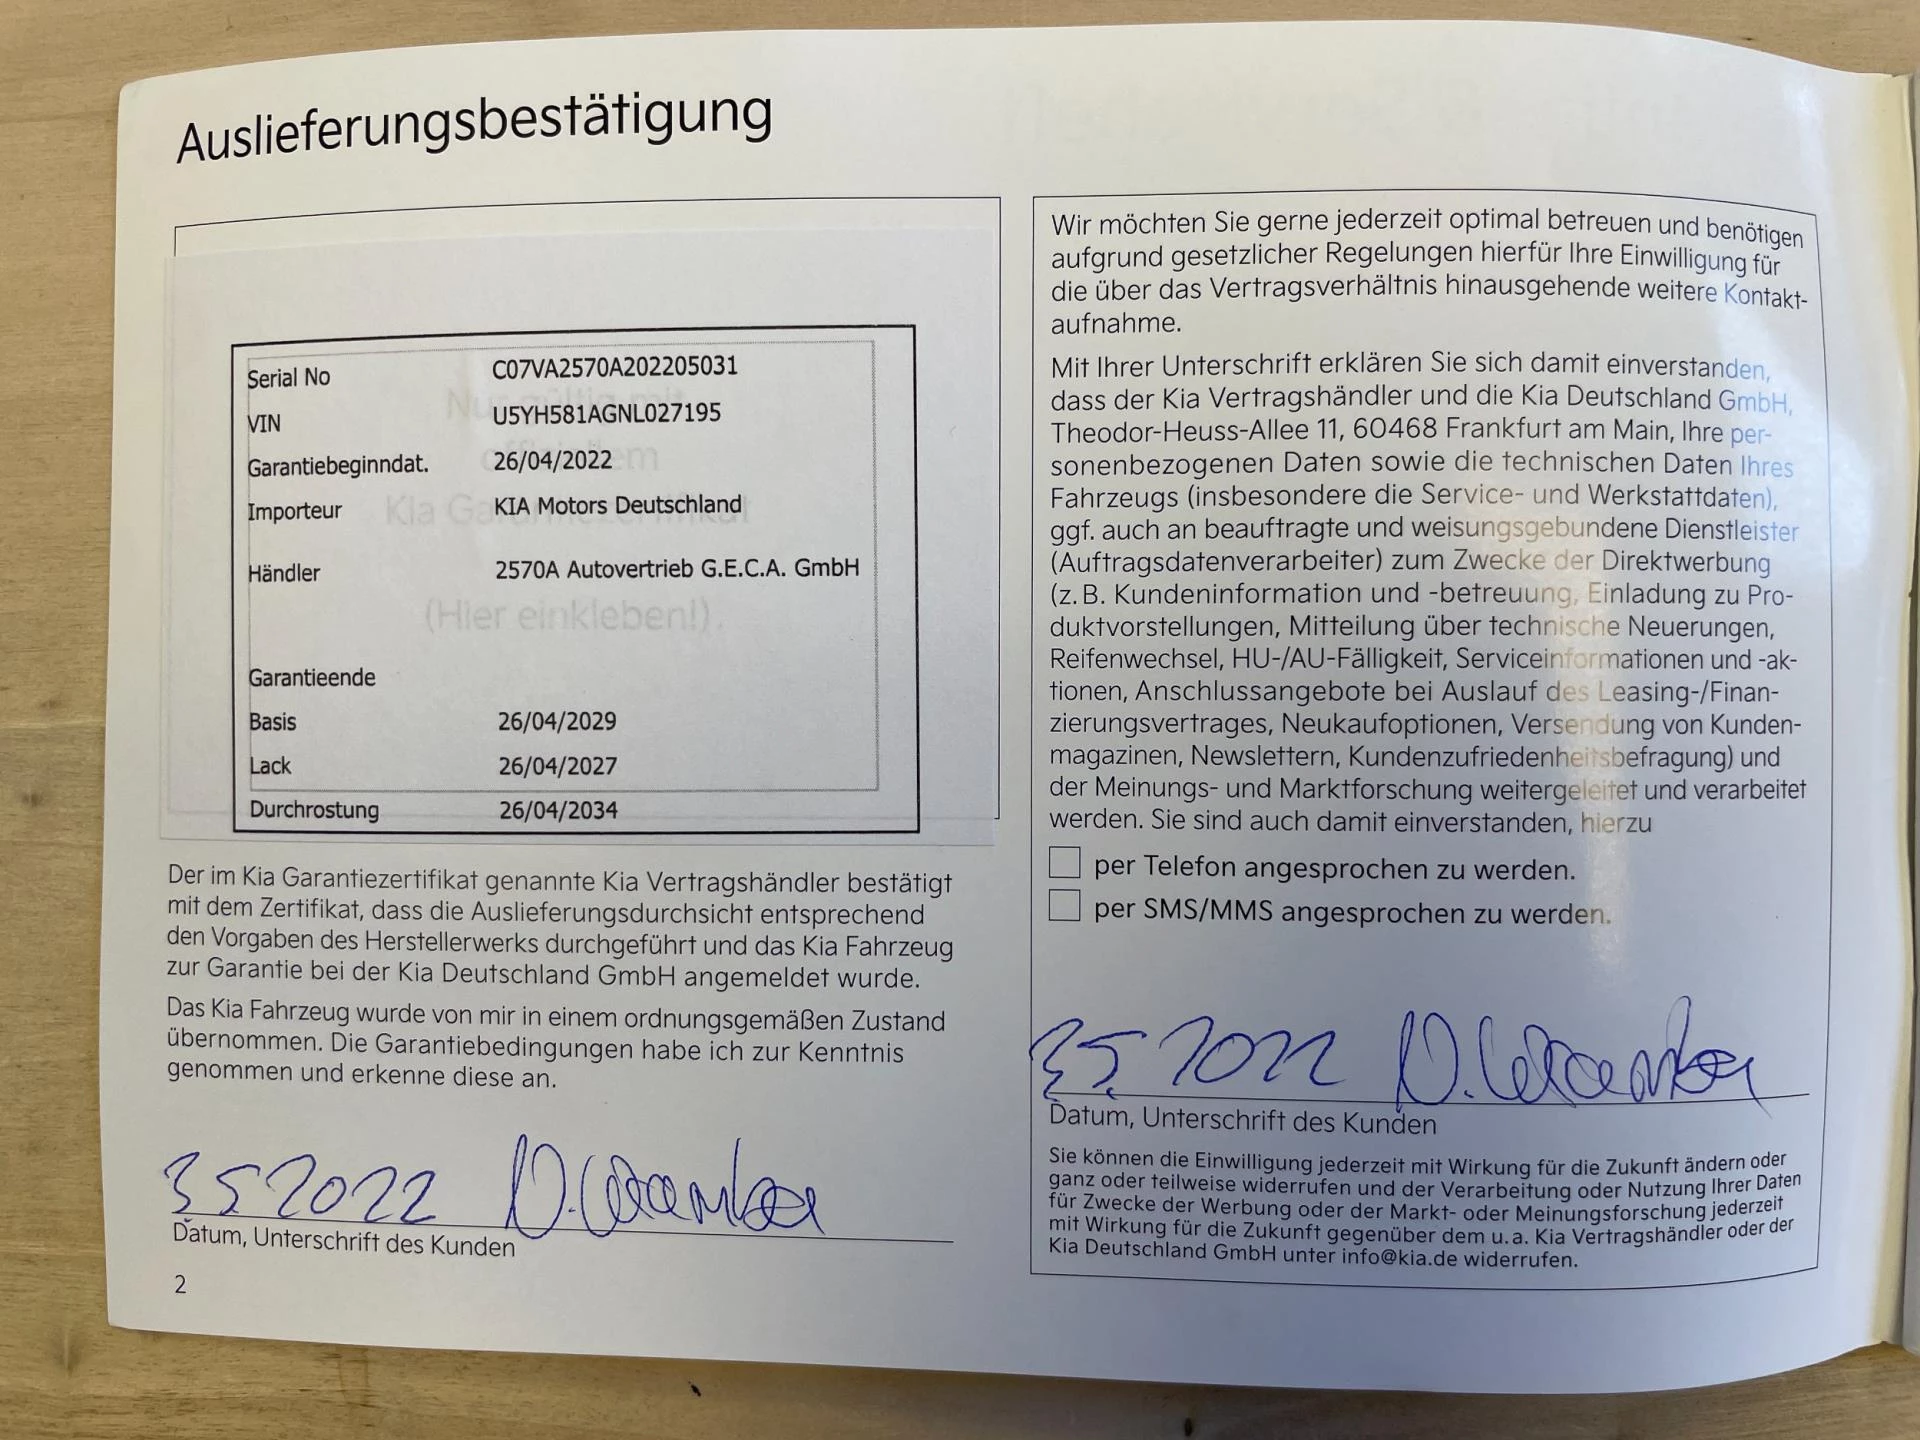 Auslieferungsbestätigung
Serial No C07VA2570A202205031
VIN U5YH581AGNL027195
Garantiebeginndat. 26/04/2022
Importeur KIA Motors Deutschland
Händler 2570A Autovertrieb G.E.C.A. GmbH
(Hier einkleben!).
Garantieende
Basis 26/04/2029
Lack 26/04/2027
Durchrostung 26/04/2034
Der im Kia Garantiezertifikat genannte Kia Vertragshändler bestätigt
mit dem Zertifikat, dass die Auslieferungsdurchsicht entsprechend
den Vorgaben des Herstellerwerks durchgeführt und das Kia Fahrzeug
zur Garantie bei der Kia Deutschland GmbH angemeldet wurde.
Das Kia Fahrzeug wurde von mir in einem ordnungsgemäßen Zustand
übernommen. Die Garantiebedingungen habe ich zur Kenntnis
genommen und erkenne diese an.
3.5.2022
Datum, Unterschrift des Kunden
2
Wir möchten Sie gerne jederzeit optimal betreuen und benötigen
aufgrund gesetzlicher Regelungen hierfür Ihre Einwilligung für
die über das Vertragsverhältnis hinausgehende weitere Kontakt-
aufnahme.
Mit Ihrer Unterschrift erklären Sie sich damit einverstanden,
dass der Kia Vertragshändler und die Kia Deutschland GmbH,
Theodor-Heuss-Allee 11, 60468 Frankfurt am Main, Ihre per-
sonenbezogenen Daten sowie die technischen Daten Ihres
Fahrzeugs (insbesondere die Service- und Werkstattdaten),
ggf. auch an beauftragte und weisungsgebundene Dienstleister
(Auftragsdatenverarbeiter) zum Zwecke der Direktwerbung
(z. B. Kundeninformation und -betreuung, Einladung zu Pro-
duktvorstellungen, Mitteilung über technische Neuerungen,
Reifenwechsel, HU-/AU-Fälligkeit, Serviceinformationen und -ak-
tionen, Anschlussangebote bei Auslauf des Leasing-/Finan-
zierungsvertrages, Neukaufoptionen, Versendung von Kunden-
magazinen, Newslettern, Kundenzufriedenheitsbefragung) und
der Meinungs- und Marktforschung weitergeleitet und verarbeitet
werden. Sie sind auch damit einverstanden, hierzu
per Telefon angesprochen zu werden.
per SMS/MMS angesprochen zu werden.
3.5.2022
Datum, Unterschrift des Kunden
Sie können die Einwilligung jederzeit mit Wirkung für die Zukunft ändern oder
ganz oder teilweise widerrufen und der Verarbeitung oder Nutzung Ihrer Daten
für Zwecke der Werbung oder der Markt- oder Meinungsforschung jederzeit
mit Wirkung für die Zukunft gegenüber dem u. a. Kia Vertragshändler oder der
Kia Deutschland GmbH unter info@kia.de widerrufen.